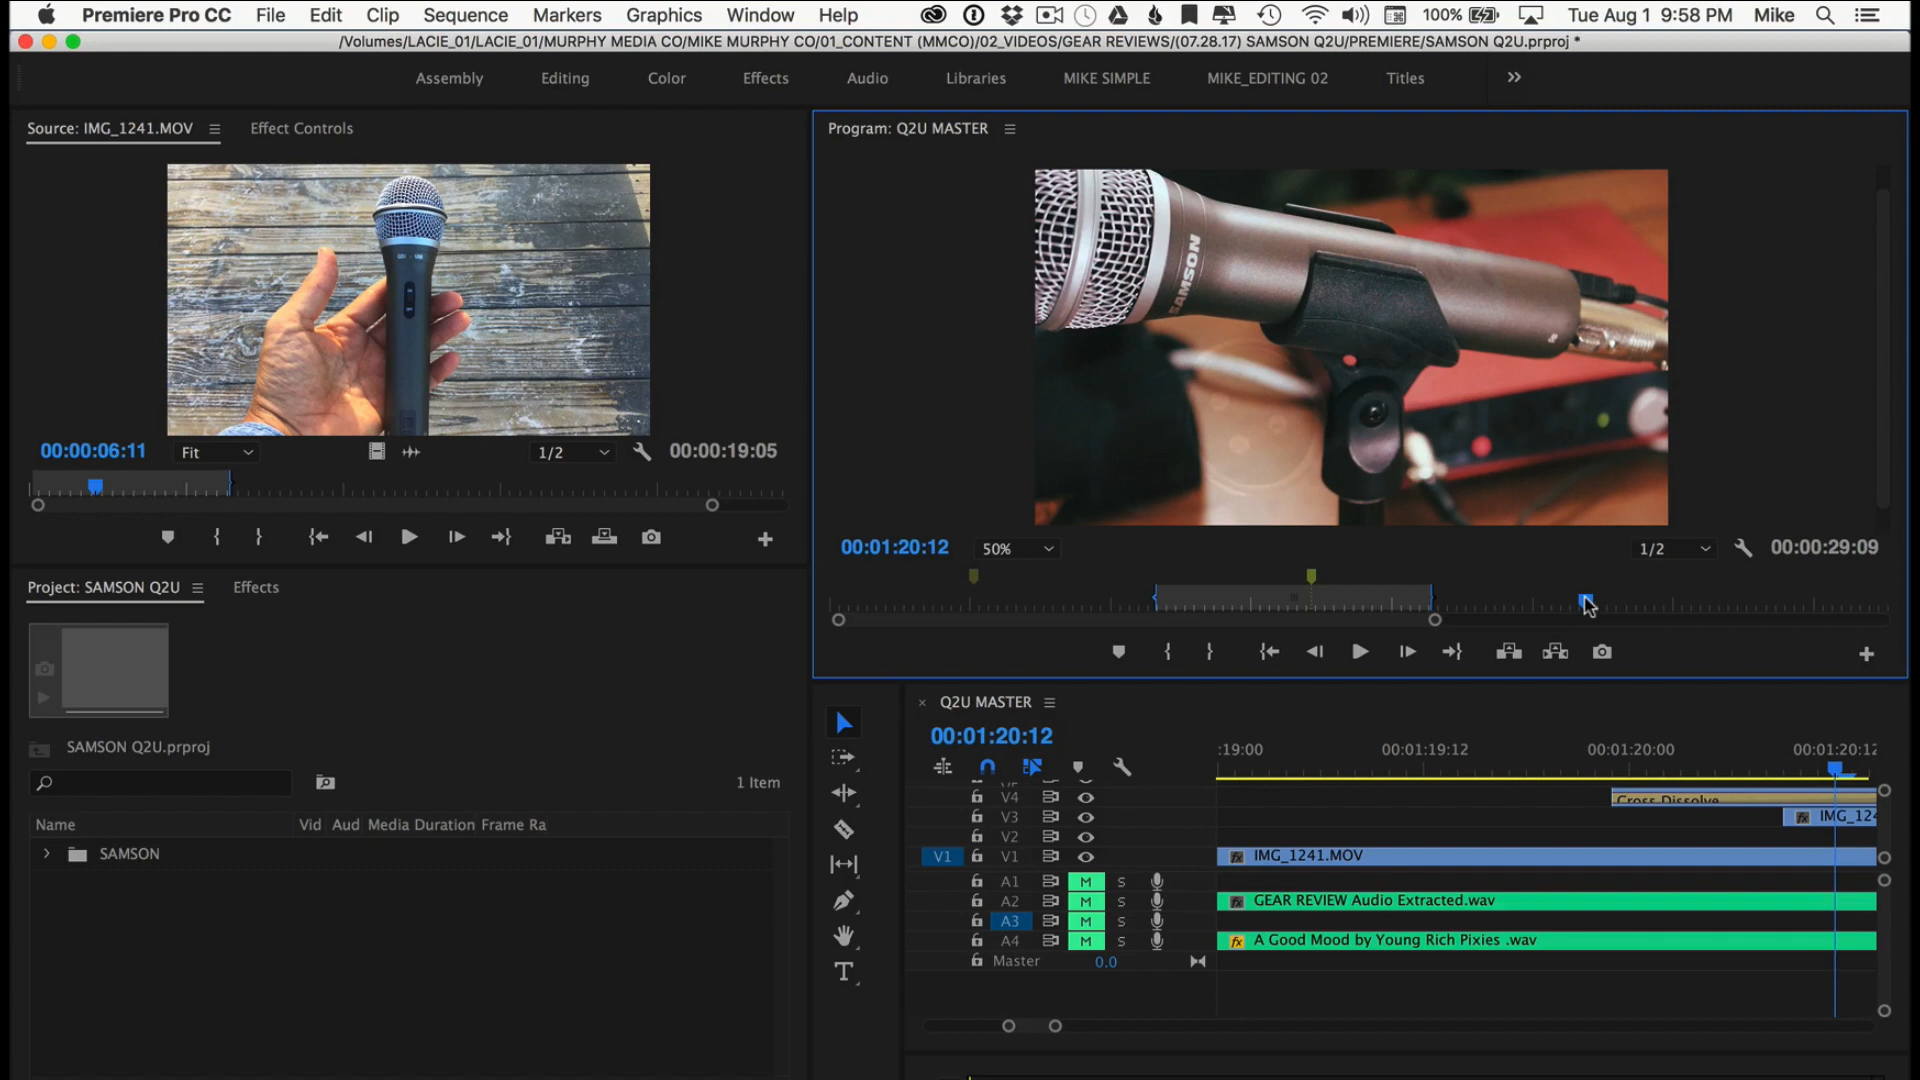 Premiere Pro CC File Edit Clip Sequence Markers Graphics Window Help 100% Tue Aug 1 9:58 PM Mike
/Volumes/LACIE_01/LACIE_01/MURPHY MEDIA CO/MIKE MURPHY CO/01_CONTENT (MMCO)/02_VIDEOS/GEAR REVIEWS/(07.28.17) SAMSON Q2U/PREMIERE/SAMSON Q2U.prproj *
Assembly Editing Color Effects Audio Libraries MIKE SIMPLE MIKE_EDITING 02 Titles
Source: IMG_1241.MOV Effect Controls
Program: Q2U MASTER
SAMSON
00:00:06:11 Fit 1/2 00:00:19:05
00:01:20:12 50% 1/2 00:00:29:09
Project: SAMSON Q2U Effects
SAMSON Q2U.prproj
1 Item
Name Vid Aud Media Duration Frame Ra
SAMSON
Q2U MASTER
00:01:20:12
:19:00 00:01:19:12 00:01:20:00 00:01:20:12
V4 Cross Dissolve
V3 fx IMG_124
V2
V1 V1 fx IMG_1241.MOV
A1 M S
A2 M S fx GEAR REVIEW Audio Extracted.wav
A3 M S
A4 M S fx A Good Mood by Young Rich Pixies .wav
Master 0.0
T